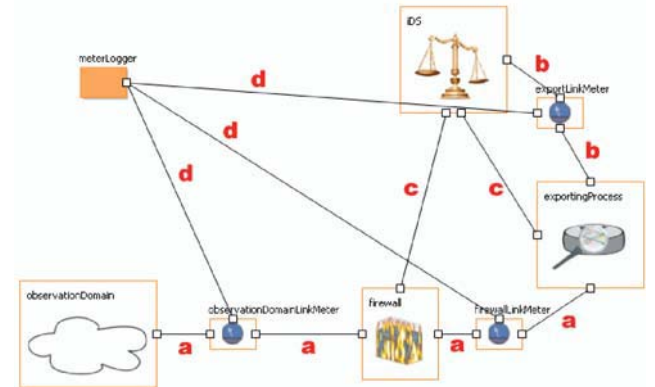 iDS
meterLogger
b
d
exportLinkMeter
d
b
d
c
c
exportingProcess
observationDomain
observationDomainLinkMeter
firewall
firewallLinkMeter
a
a
a
a